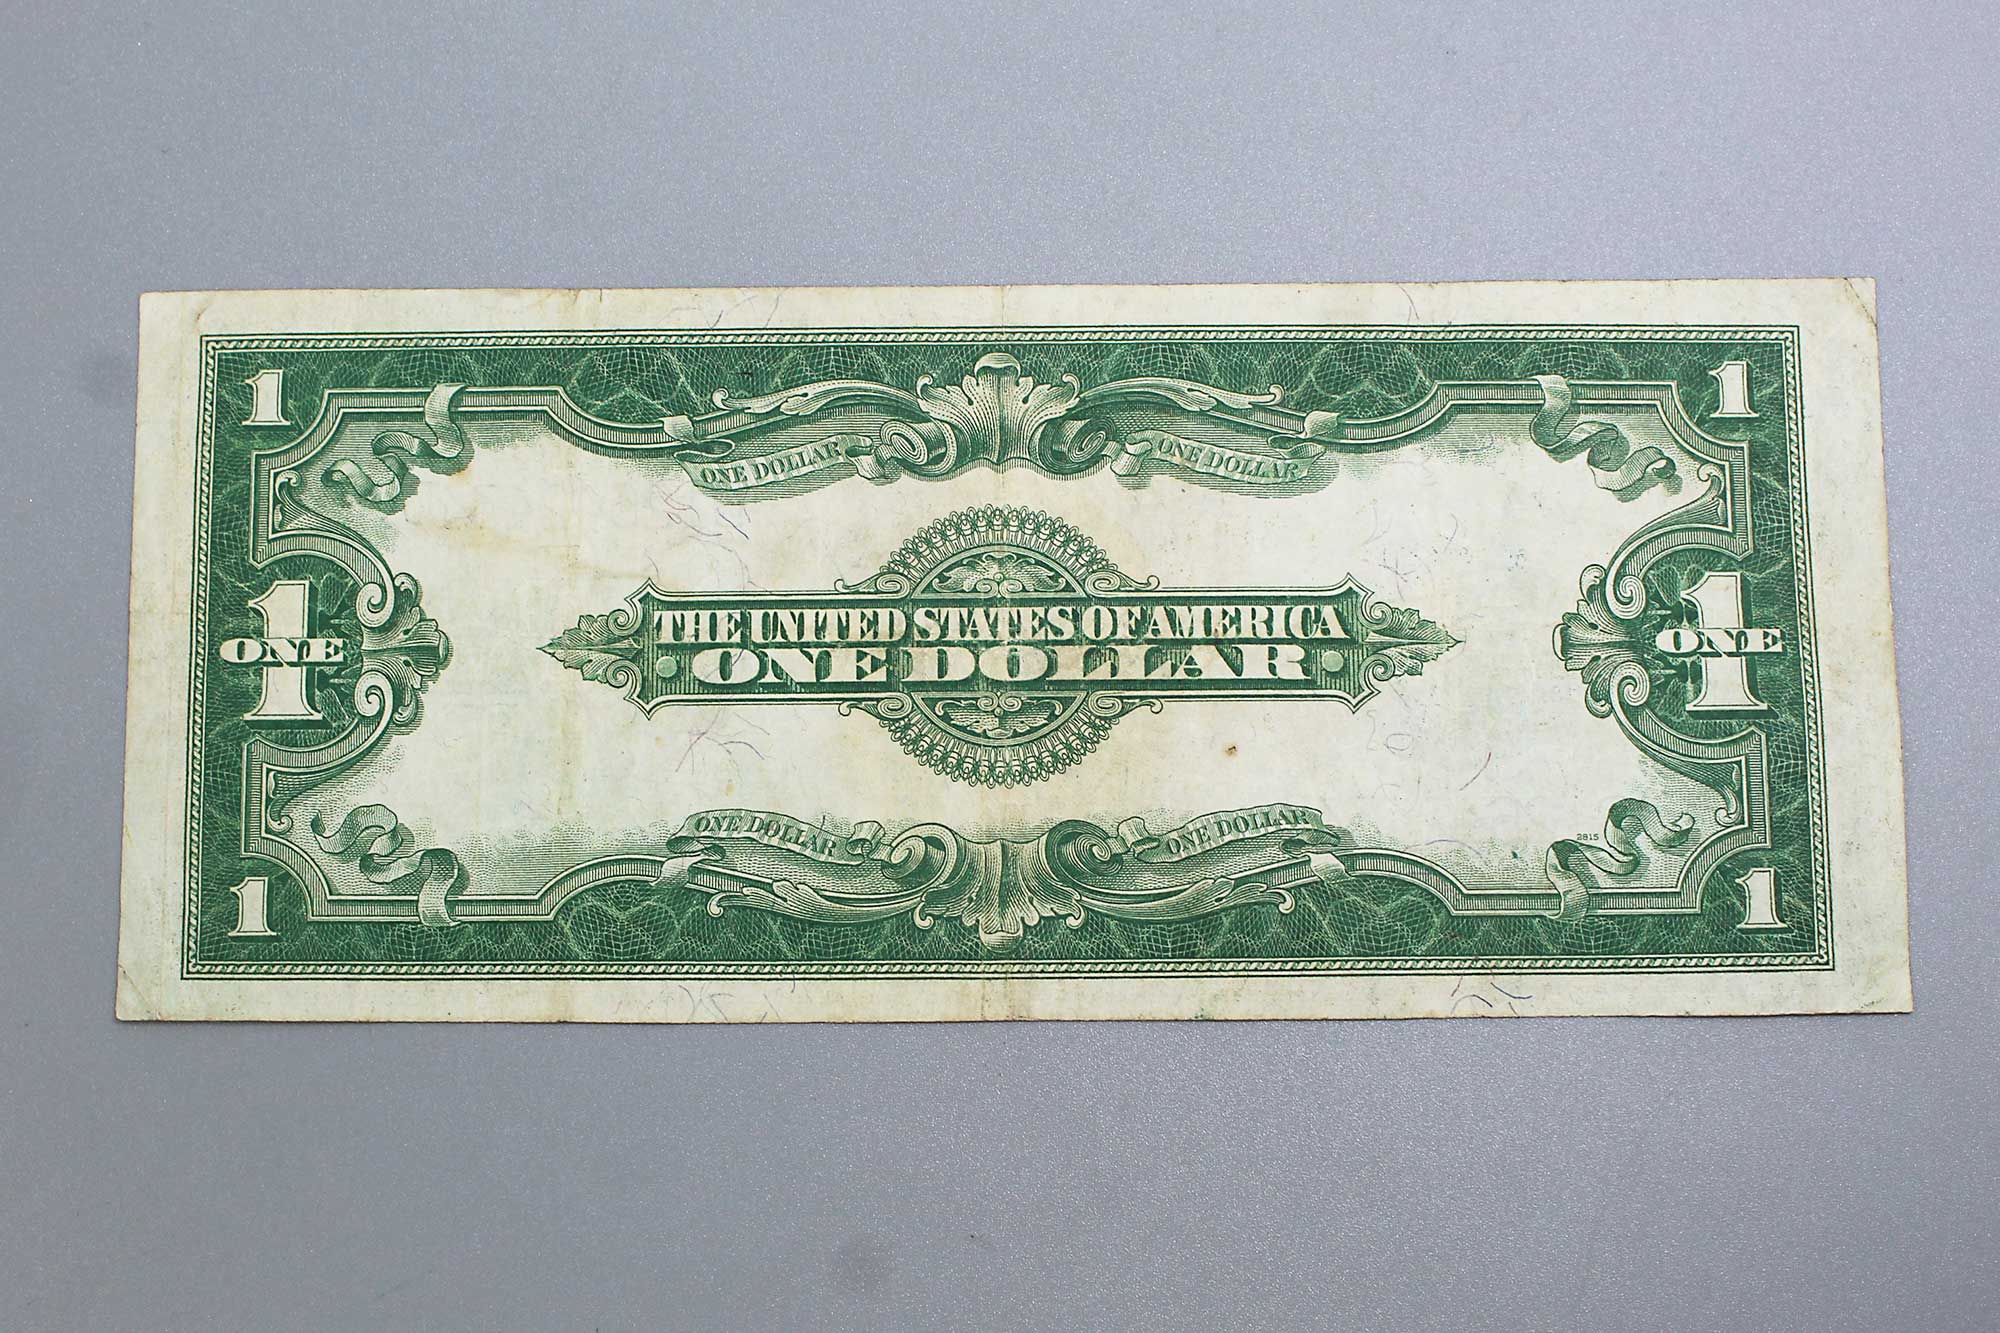 1 1
ONE DOLLAR ONE DOLLAR
THE UNITED STATES OF AMERICA
1 ONE ONE DOLLAR 1 ONE
ONE DOLLAR ONE DOLLAR
2815
1 1